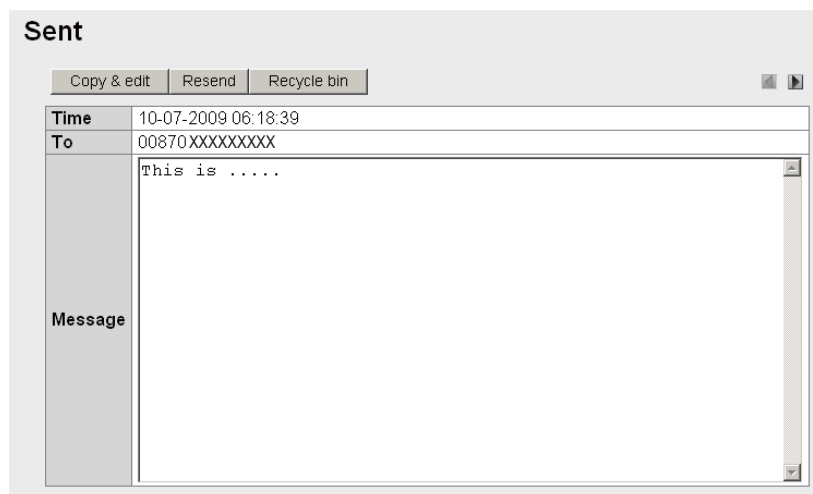 Sent
Copy & edit Resend Recycle bin
Time 10-07-2009 06:18:39
To 00870XXXXXXXXX
This is .....
Message